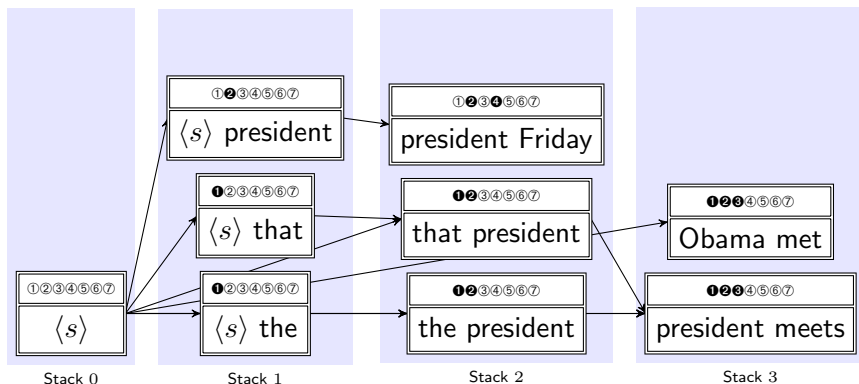 ①❷③④⑤⑥⑦
⟨s⟩ president
①❷③❹⑤⑥⑦
president Friday
❶②③④⑤⑥⑦
⟨s⟩ that
❶❷③④⑤⑥⑦
that president
❶❷❸④⑤⑥⑦
Obama met
①②③④⑤⑥⑦
⟨s⟩
❶②③④⑤⑥⑦
⟨s⟩ the
❶❷③④⑤⑥⑦
the president
❶❷❸④⑤⑥⑦
president meets
Stack 0
Stack 1
Stack 2
Stack 3